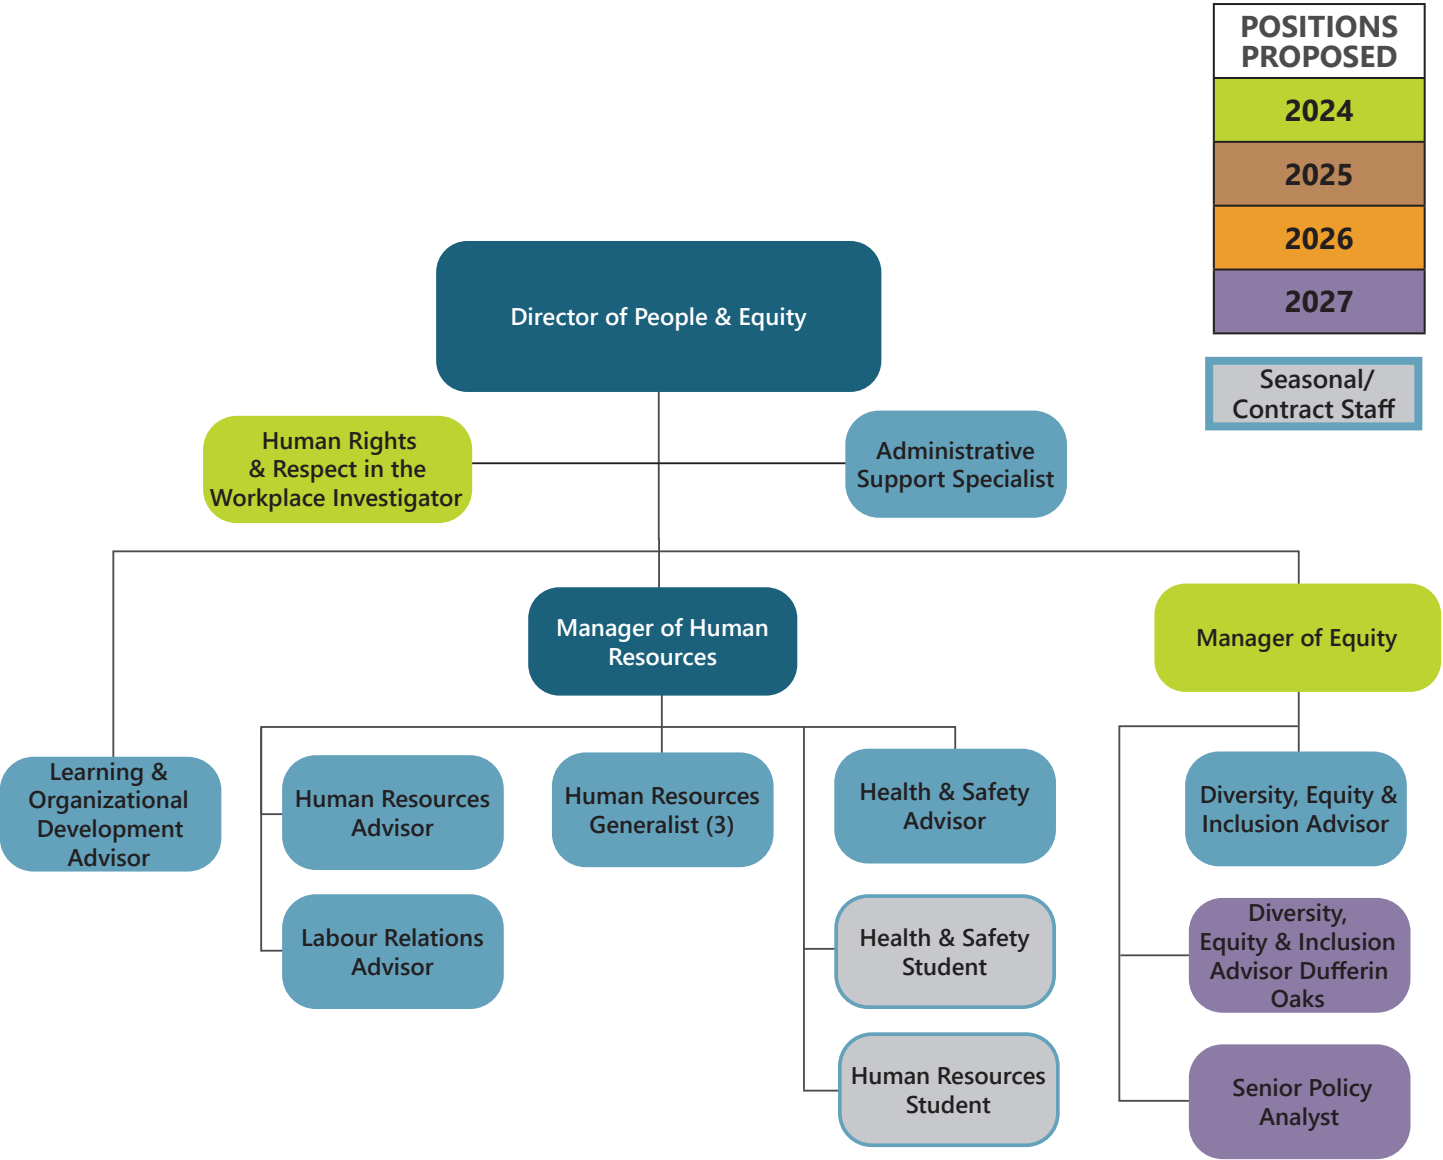 POSITIONS
PROPOSED
2024
2025
2026
2027
Seasonal/
Contract Staff
Director of People & Equity
Human Rights
& Respect in the
Workplace Investigator
Administrative
Support Specialist
Manager of Human
Resources
Manager of Equity
Learning &
Organizational
Development
Advisor
Human Resources
Advisor
Human Resources
Generalist (3)
Health & Safety
Advisor
Diversity, Equity &
Inclusion Advisor
Labour Relations
Advisor
Health & Safety
Student
Diversity,
Equity & Inclusion
Advisor Dufferin
Oaks
Human Resources
Student
Senior Policy
Analyst